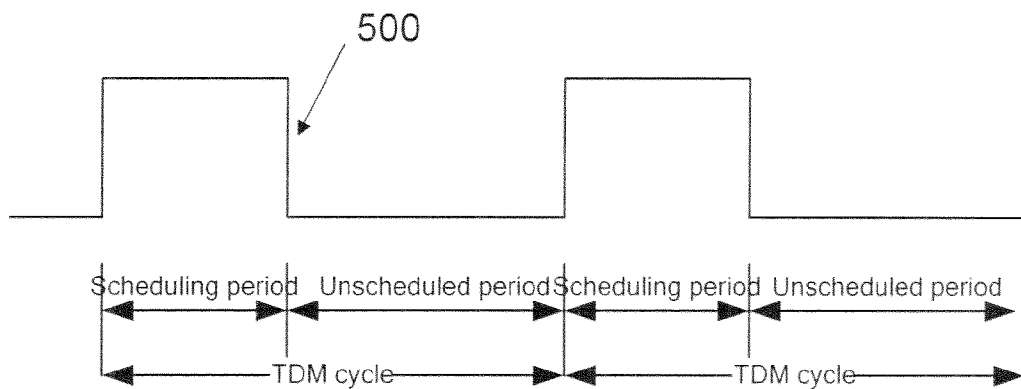 500
Scheduling period Unscheduled period Scheduling period Unscheduled period
TDM cycle TDM cycle